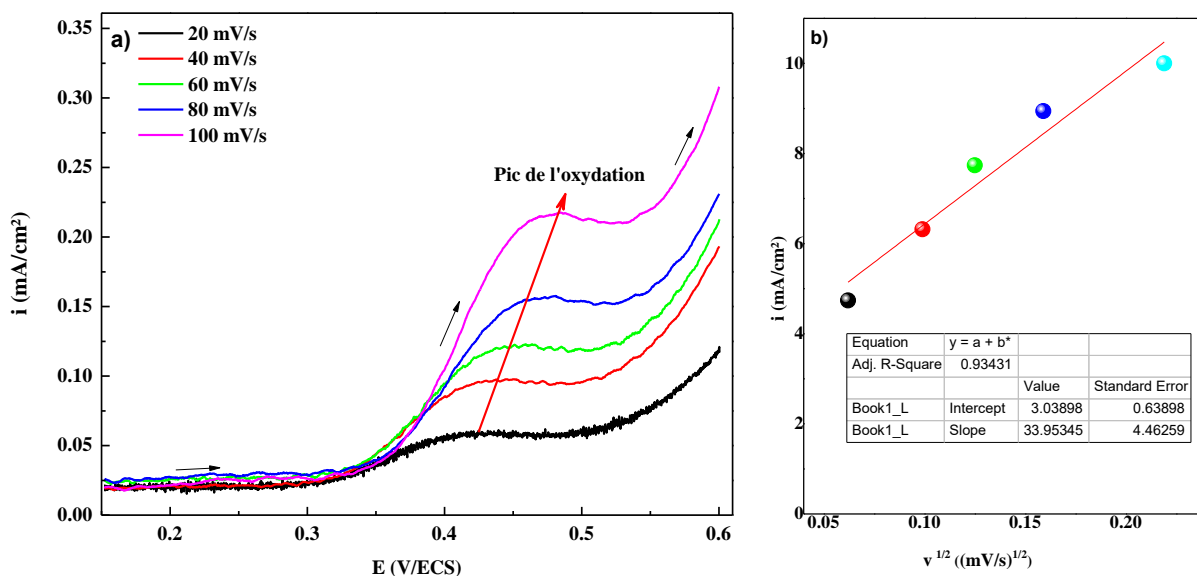 a)
20 mV/s
40 mV/s
60 mV/s
80 mV/s
100 mV/s
Pic de l'oxydation
0.35
0.30
0.25
0.20
0.15
0.10
0.05
0.00
i (mA/cm²)
0.2 0.3 0.4 0.5 0.6
E (V/ECS)
b)
10
8
6
4
2
0
i (mA/cm²)
Equation y = a + b*
Adj. R-Square 0.93431
Value Standard Error
Book1_L Intercept 3.03898 0.63898
Book1_L Slope 33.95345 4.46259
0.05 0.10 0.15 0.20
v 1/2 ((mV/s)1/2)